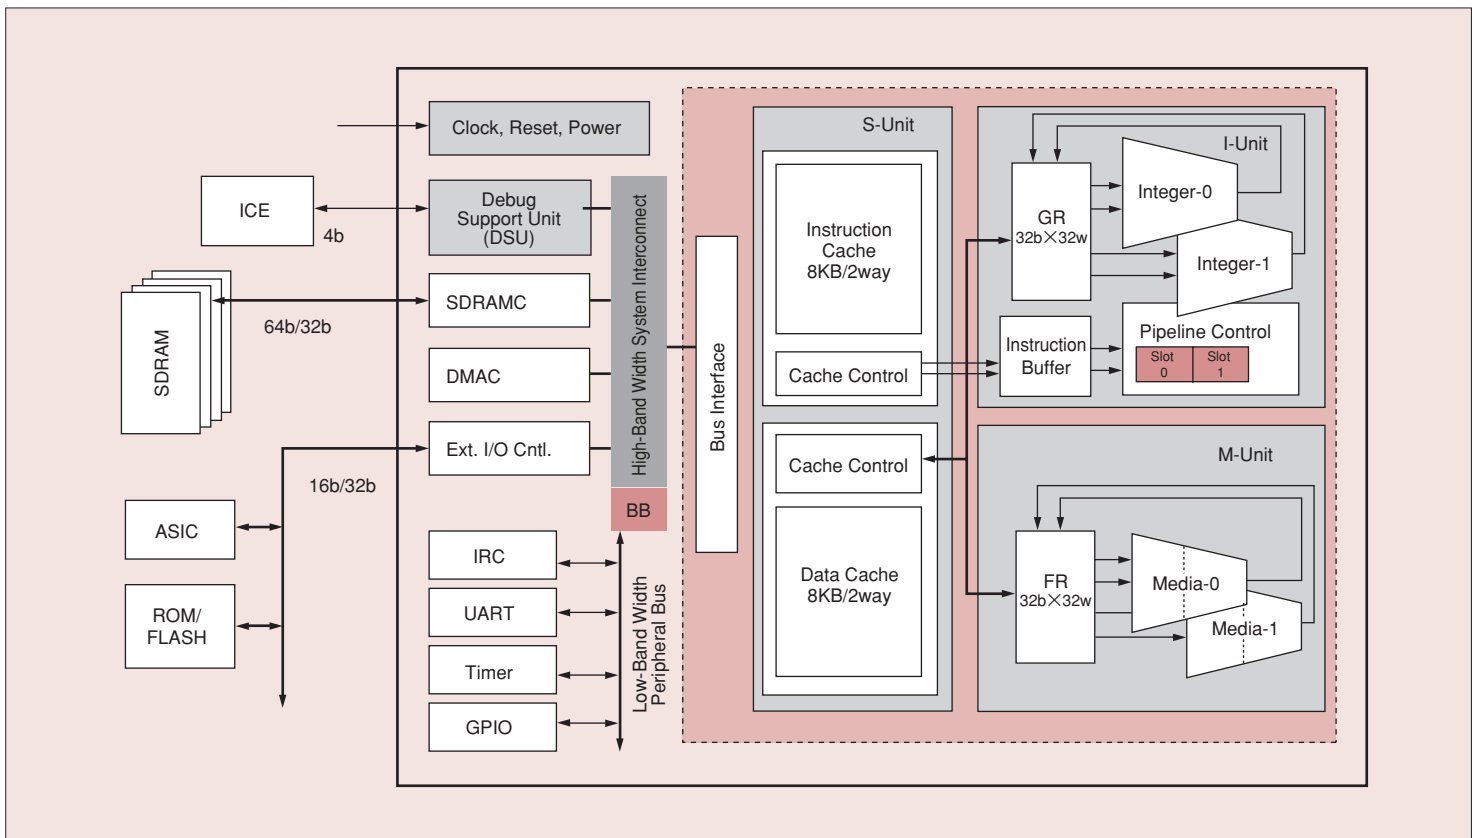 Clock, Reset, Power
ICE
4b
Debug
Support Unit
(DSU)
SDRAM
64b/32b
SDRAMC
DMAC
Ext. I/O Cntl.
16b/32b
ASIC
ROM/
FLASH
High-Band Width System Interconnect
BB
IRC
UART
Timer
GPIO
Low-Band Width
Peripheral Bus
Bus Interface
S-Unit
Instruction
Cache
8KB/2way
Cache Control
Cache Control
Data Cache
8KB/2way
I-Unit
GR
32b×32w
Integer-0
Integer-1
Instruction
Buffer
Pipeline Control
Slot
0
Slot
1
M-Unit
FR
32b×32w
Media-0
Media-1